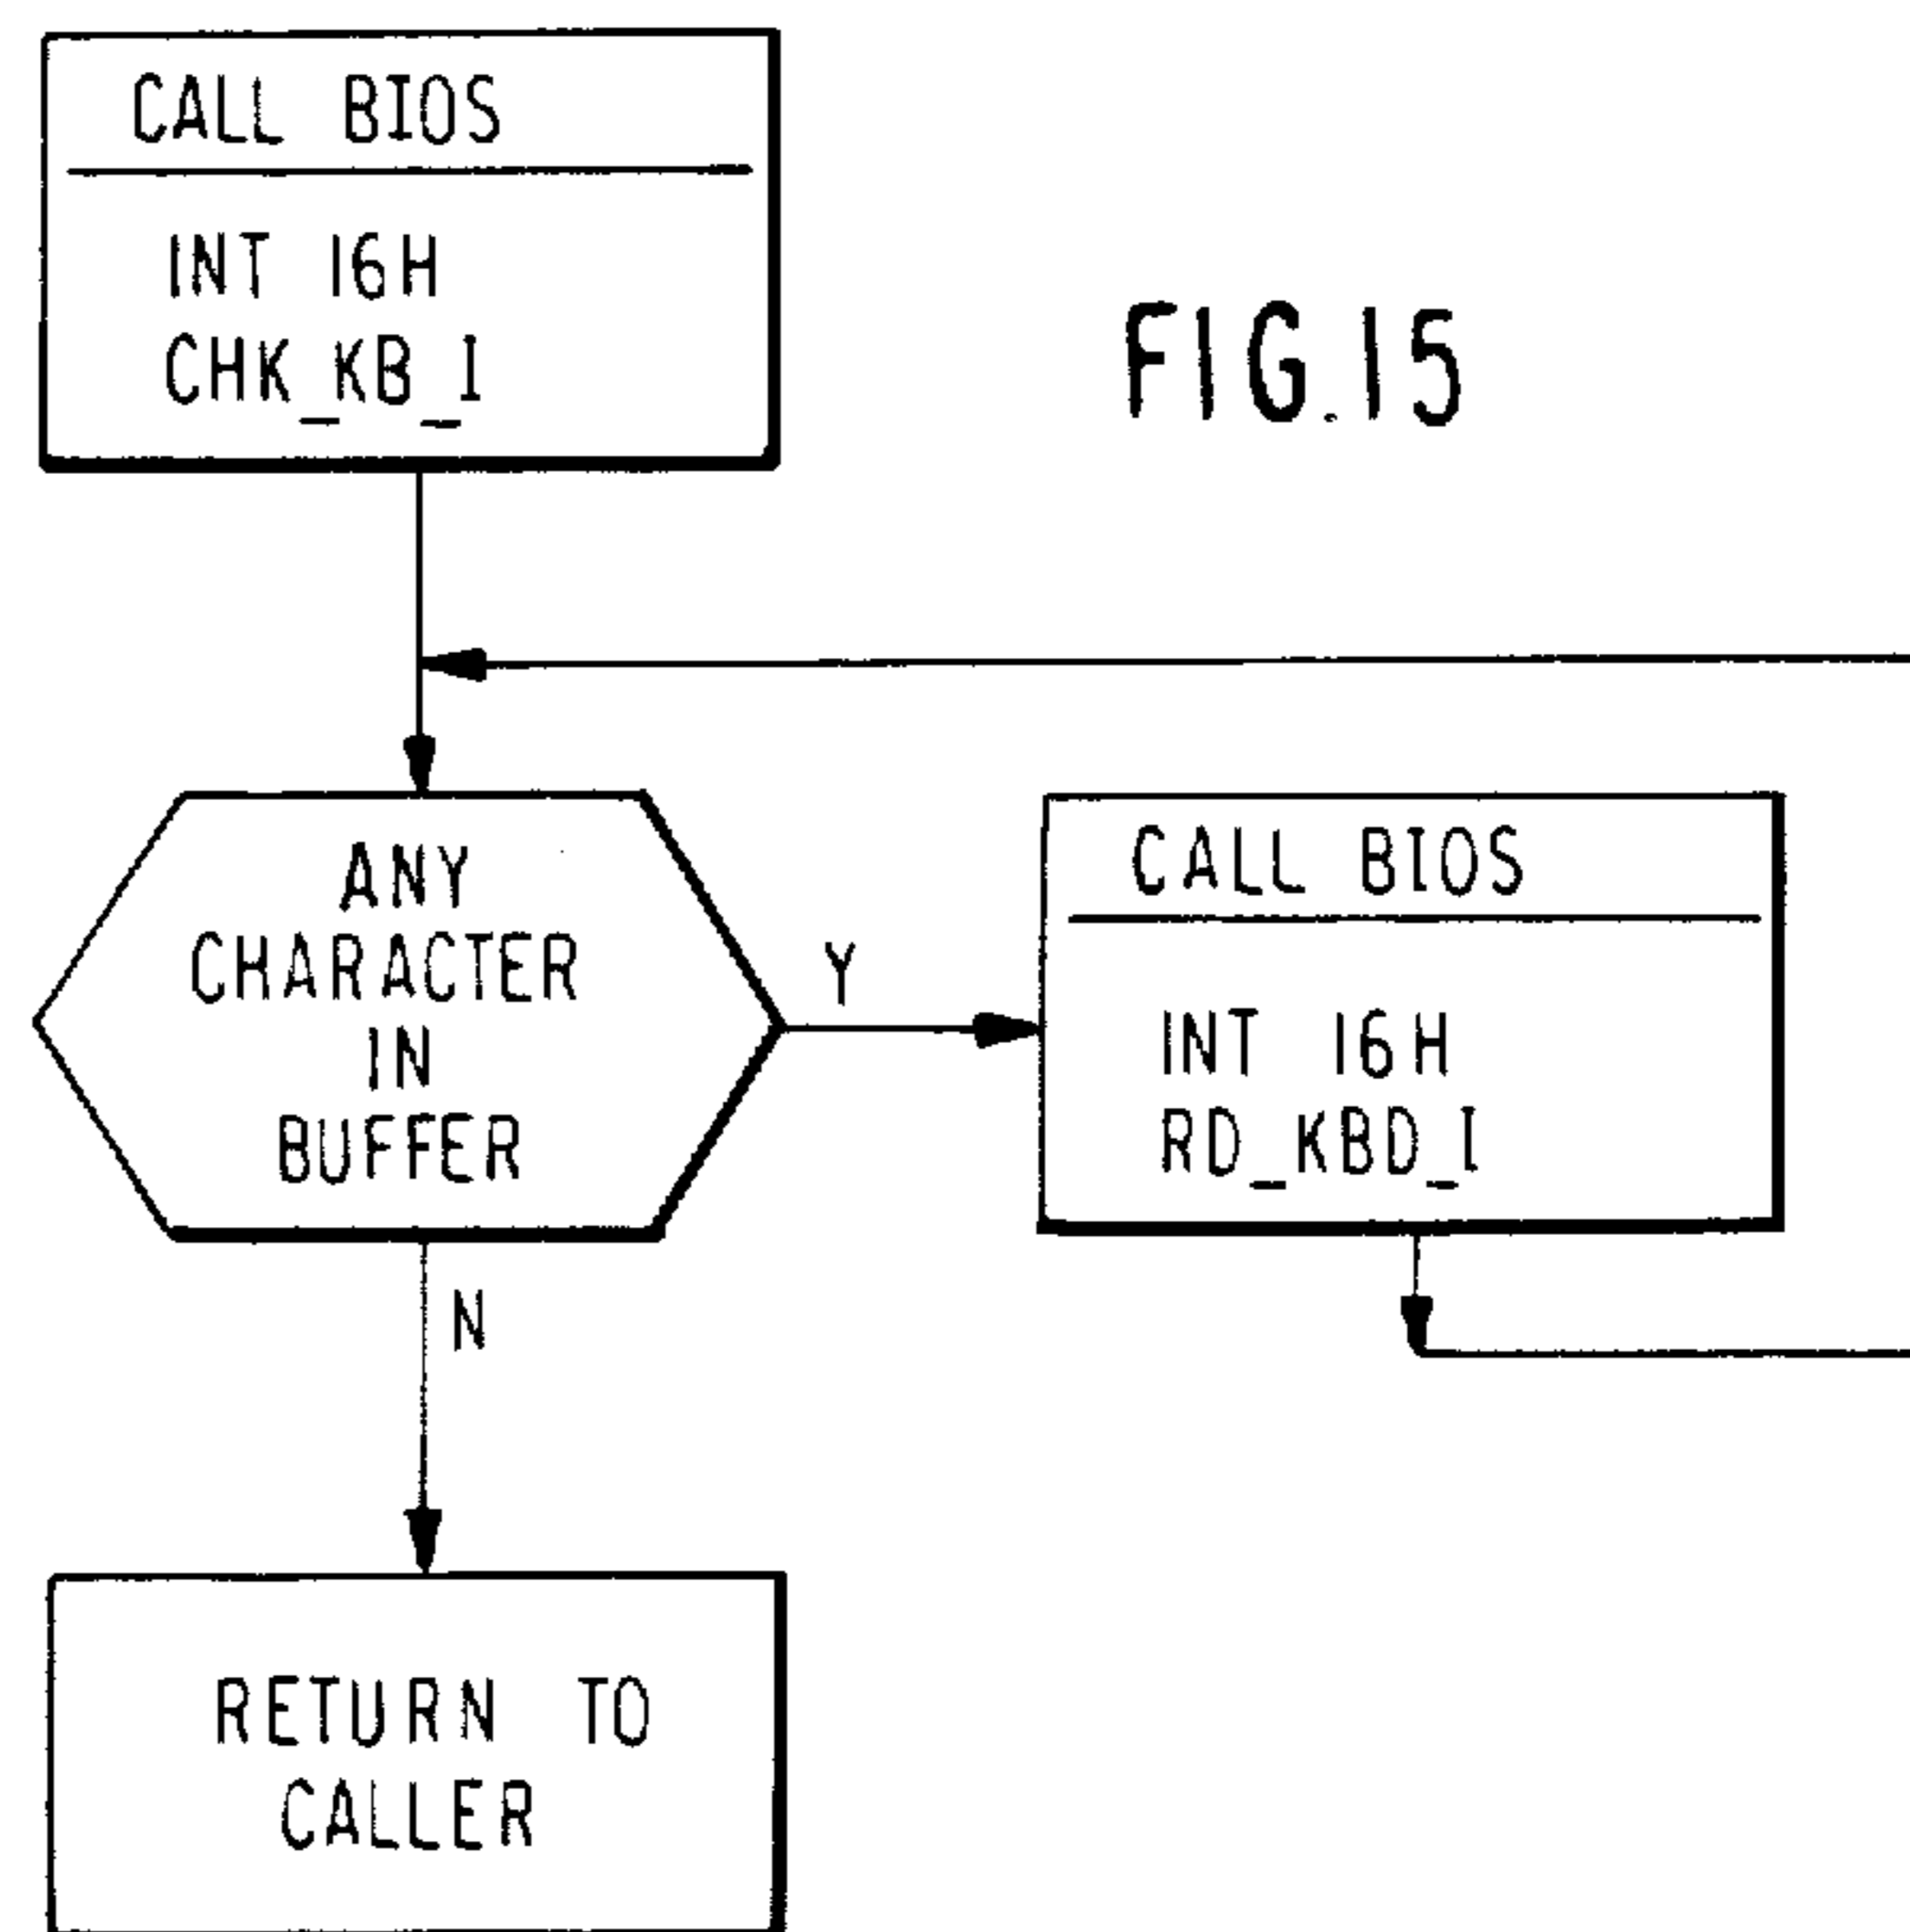 CALL BIOS
INT 16H
CHK_KB_I
FIG.15
ANY
CHARACTER
IN
BUFFER
Y
CALL BIOS
INT 16H
RD_KBD_I
N
RETURN TO
CALLER